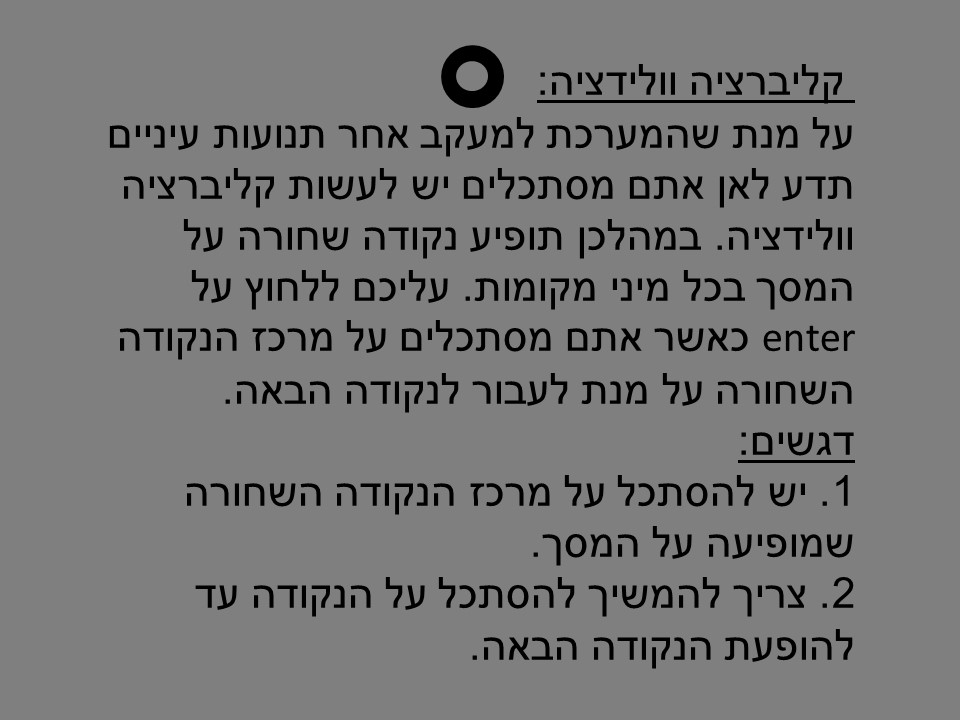 קליברציה וולידציה:
על מנת שהמערכת למעקב אחר תנועות עיניים
תדע לאן אתם מסתכלים יש לעשות קליברציה
וולידציה. במהלכן תופיע נקודה שחורה על
המסך בכל מיני מקומות. עליכם ללחוץ על
enter כאשר אתם מסתכלים על מרכז הנקודה
השחורה על מנת לעבור לנקודה הבאה.
דגשים:
1. יש להסתכל על מרכז הנקודה השחורה
שמופיעה על המסך.
2. צריך להמשיך להסתכל על הנקודה עד
להופעת הנקודה הבאה.